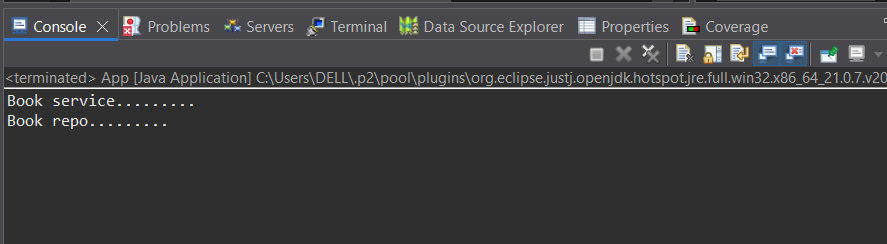 Console Problems Servers Terminal Data Source Explorer Properties Coverage
<terminated> App [Java Application] C:\Users\DELL\.p2\pool\plugins\org.eclipse.justj.openjdk.hotspot.jre.full.win32.x86_64_21.0.7.v20
Book service.........
Book repo.........